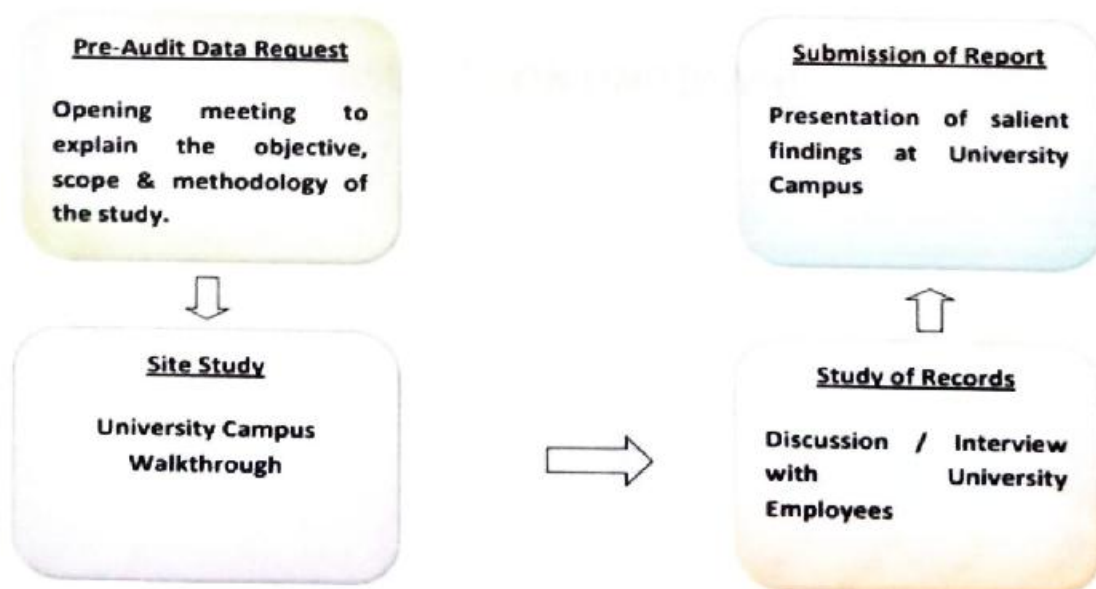 Pre-Audit Data Request
Opening meeting to
explain the objective,
scope & methodology of
the study.
Site Study
University Campus
Walkthrough
Study of Records
Discussion / Interview
with University
Employees
Submission of Report
Presentation of salient
findings at University
Campus